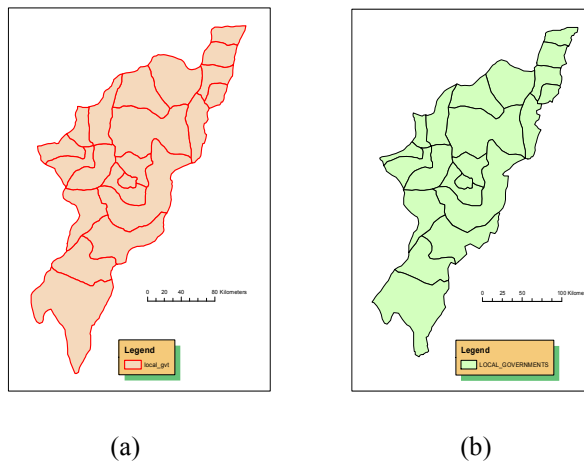 0 20 40 80 Kilometers
Legend
local_gvt
(a)
0 25 50 100 Kilome
Legend
LOCAL_GOVERNMENTS
(b)